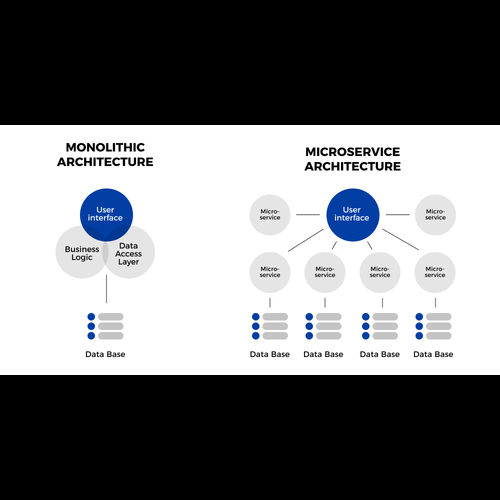 MONOLITHIC
ARCHITECTURE
User
interface
Business
Logic
Data
Access
Layer
Data Base
MICROSERVICE
ARCHITECTURE
Micro-
service
User
interface
Micro-
service
Micro-
service
Micro-
service
Micro-
service
Micro-
service
Data Base
Data Base
Data Base
Data Base